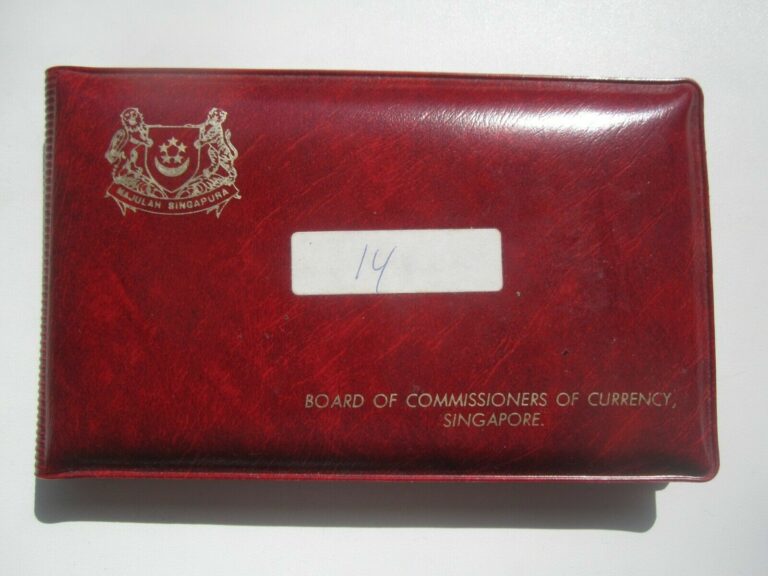 MAJULAH SINGAPURA
14
BOARD OF COMMISSIONERS OF CURRENCY,
SINGAPORE.